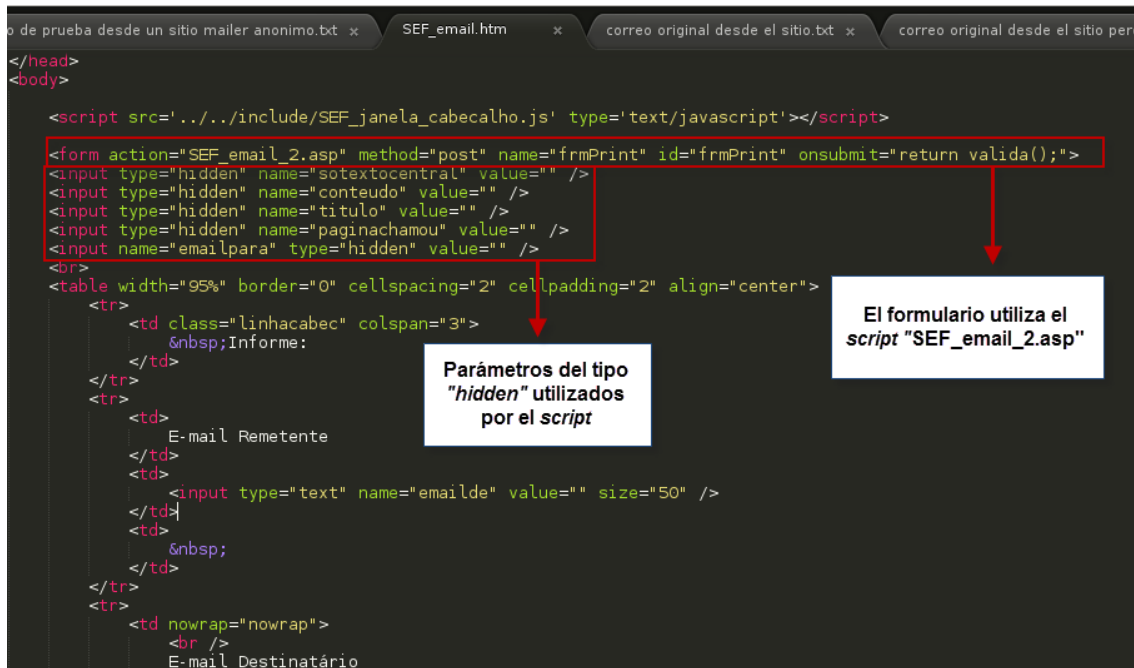 o de prueba desde un sitio mailer anonimo.txt × SEF_email.htm × correo original desde el sitio.txt × correo original desde el sitio per
</head>
<body>
<script src='../../include/SEF_janela_cabecalho.js' type='text/javascript'></script>
<form action="SEF_email_2.asp" method="post" name="frmPrint" id="frmPrint" onsubmit="return valida();">
<input type="hidden" name="sotextocentral" value="" />
<input type="hidden" name="conteudo" value="" />
<input type="hidden" name="titulo" value="" />
<input type="hidden" name="paginachamou" value="" />
<input name="emailpara" type="hidden" value="" />
<br>
<table width="95%" border="0" cellspacing="2" cellpadding="2" align="center">
<tr>
<td class="linhacabec" colspan="3">
&nbsp;Informe:
</td>
</tr>
<tr>
<td>
E-mail Remetente
</td>
<td>
<input type="text" name="emailde" value="" size="50" />
</td>
<td>
&nbsp;
</td>
</tr>
<tr>
<td nowrap="nowrap">
<br />
E-mail Destinatário
Parámetros del tipo
"hidden" utilizados
por el script
El formulario utiliza el
script "SEF_email_2.asp"